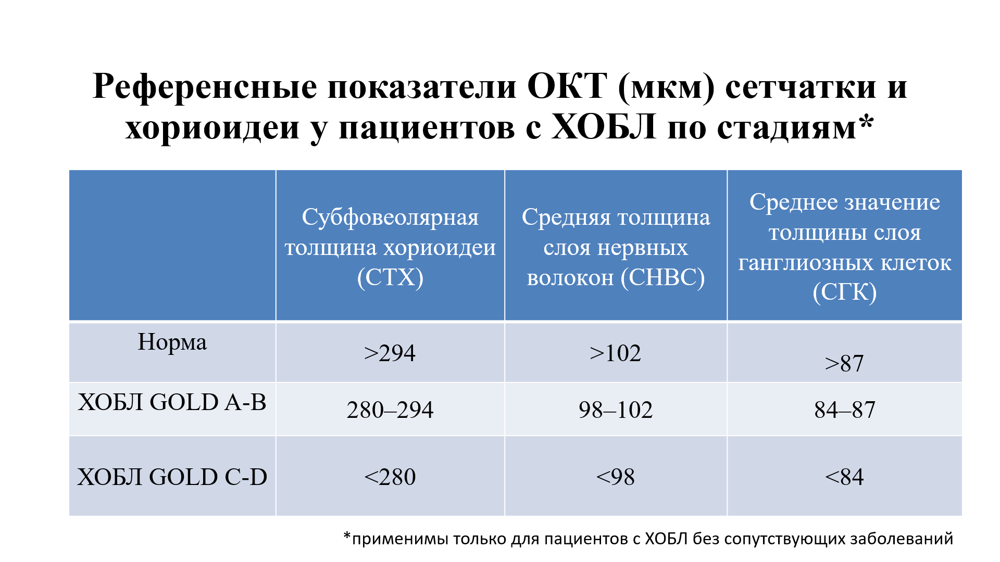 Референсные показатели ОКТ (мкм) сетчатки и
хориоидеи у пациентов с ХОБЛ по стадиям*
Субфовеолярная
толщина хориоидеи
(СТХ)
Средняя толщина
слоя нервных
волокон (СНВС)
Среднее значение
толщины слоя
ганглиозных клеток
(СГК)
Норма
>294
>102
>87
ХОБЛ GOLD A-B
280–294
98–102
84–87
ХОБЛ GOLD C-D
<280
<98
<84
*применимы только для пациентов с ХОБЛ без сопутствующих заболеваний